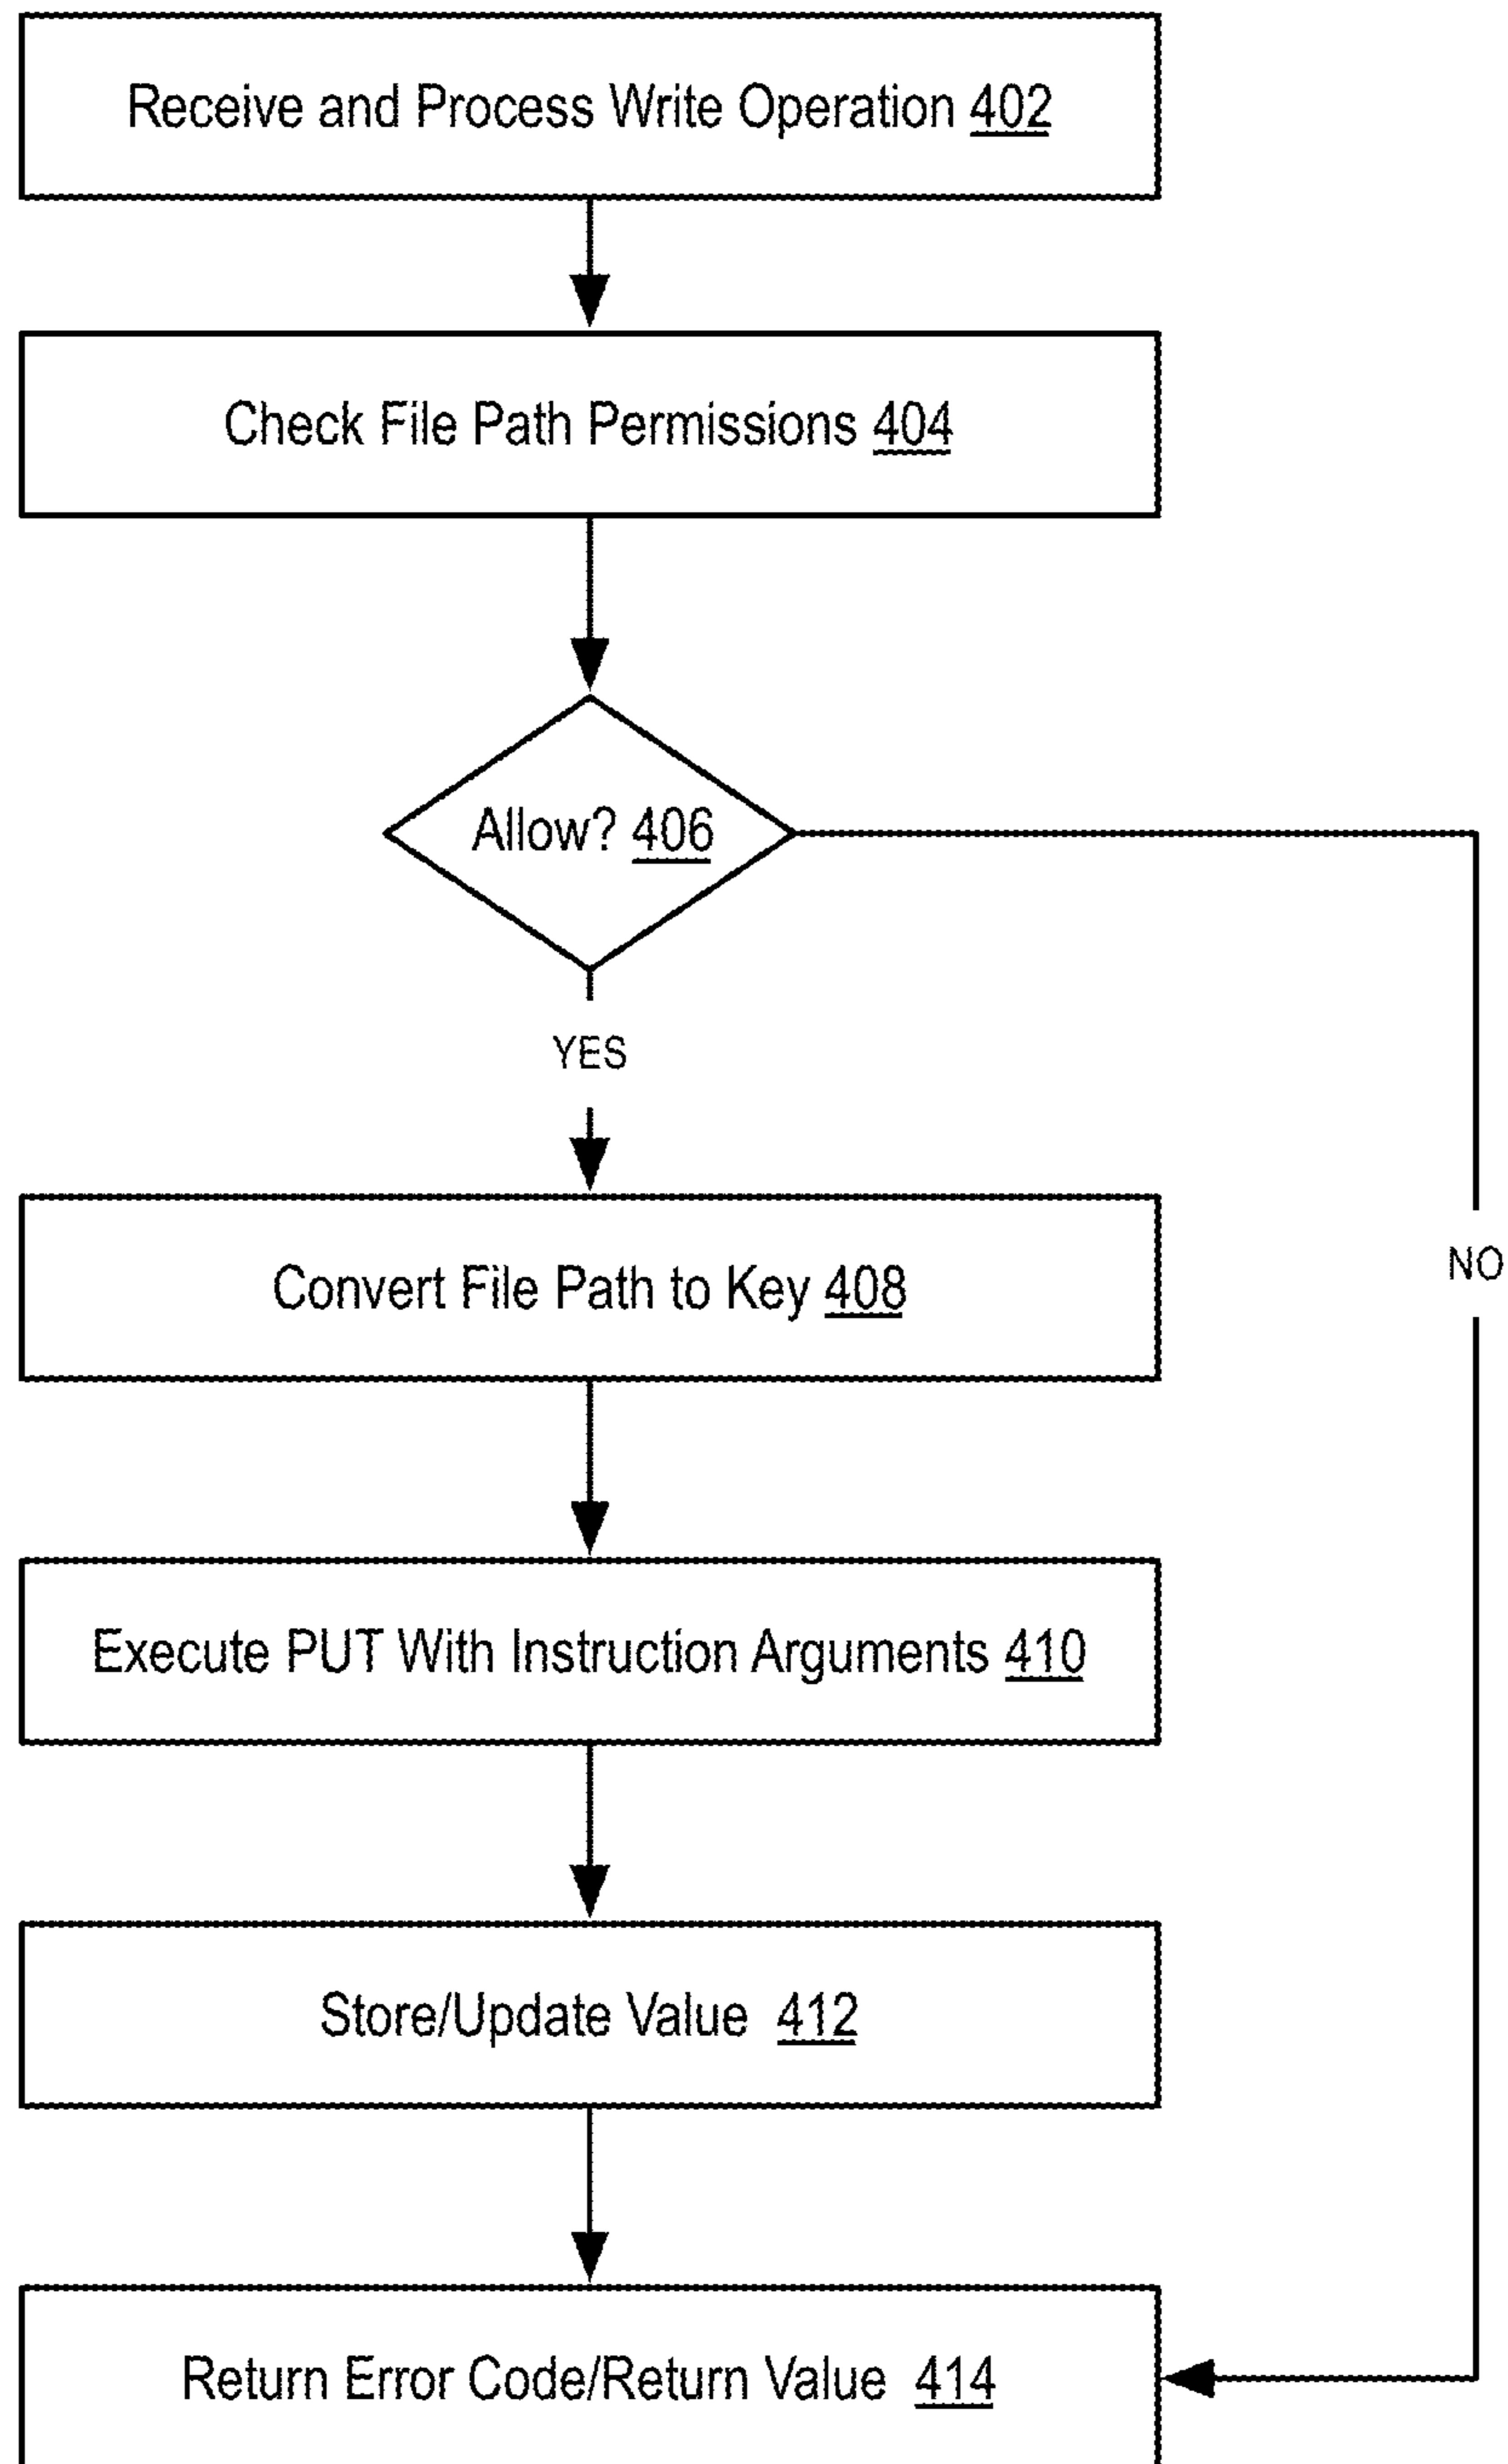 Receive and Process Write Operation 402
Check File Path Permissions 404
Allow? 406
YES
Convert File Path to Key 408
NO
Execute PUT With Instruction Arguments 410
Store/Update Value 412
Return Error Code/Return Value 414